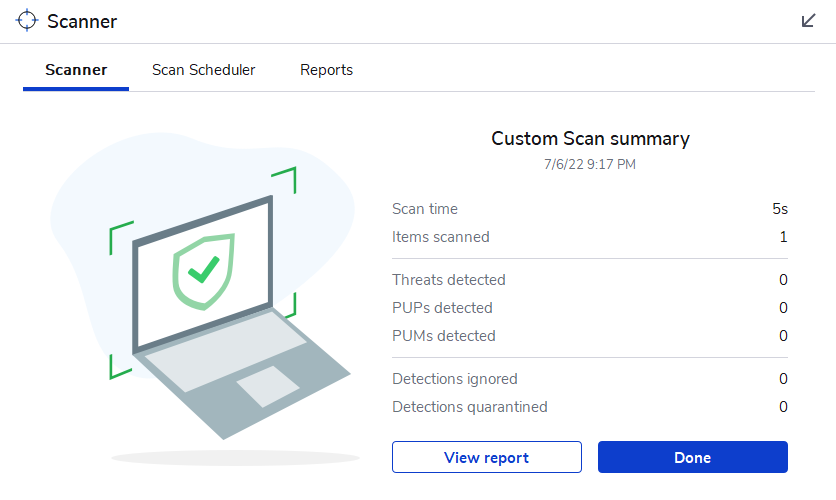 Scanner
Scanner Scan Scheduler Reports
Custom Scan summary
7/6/22 9:17 PM
Scan time 5s
Items scanned 1
Threats detected 0
PUPs detected 0
PUMs detected 0
Detections ignored 0
Detections quarantined 0
View report Done